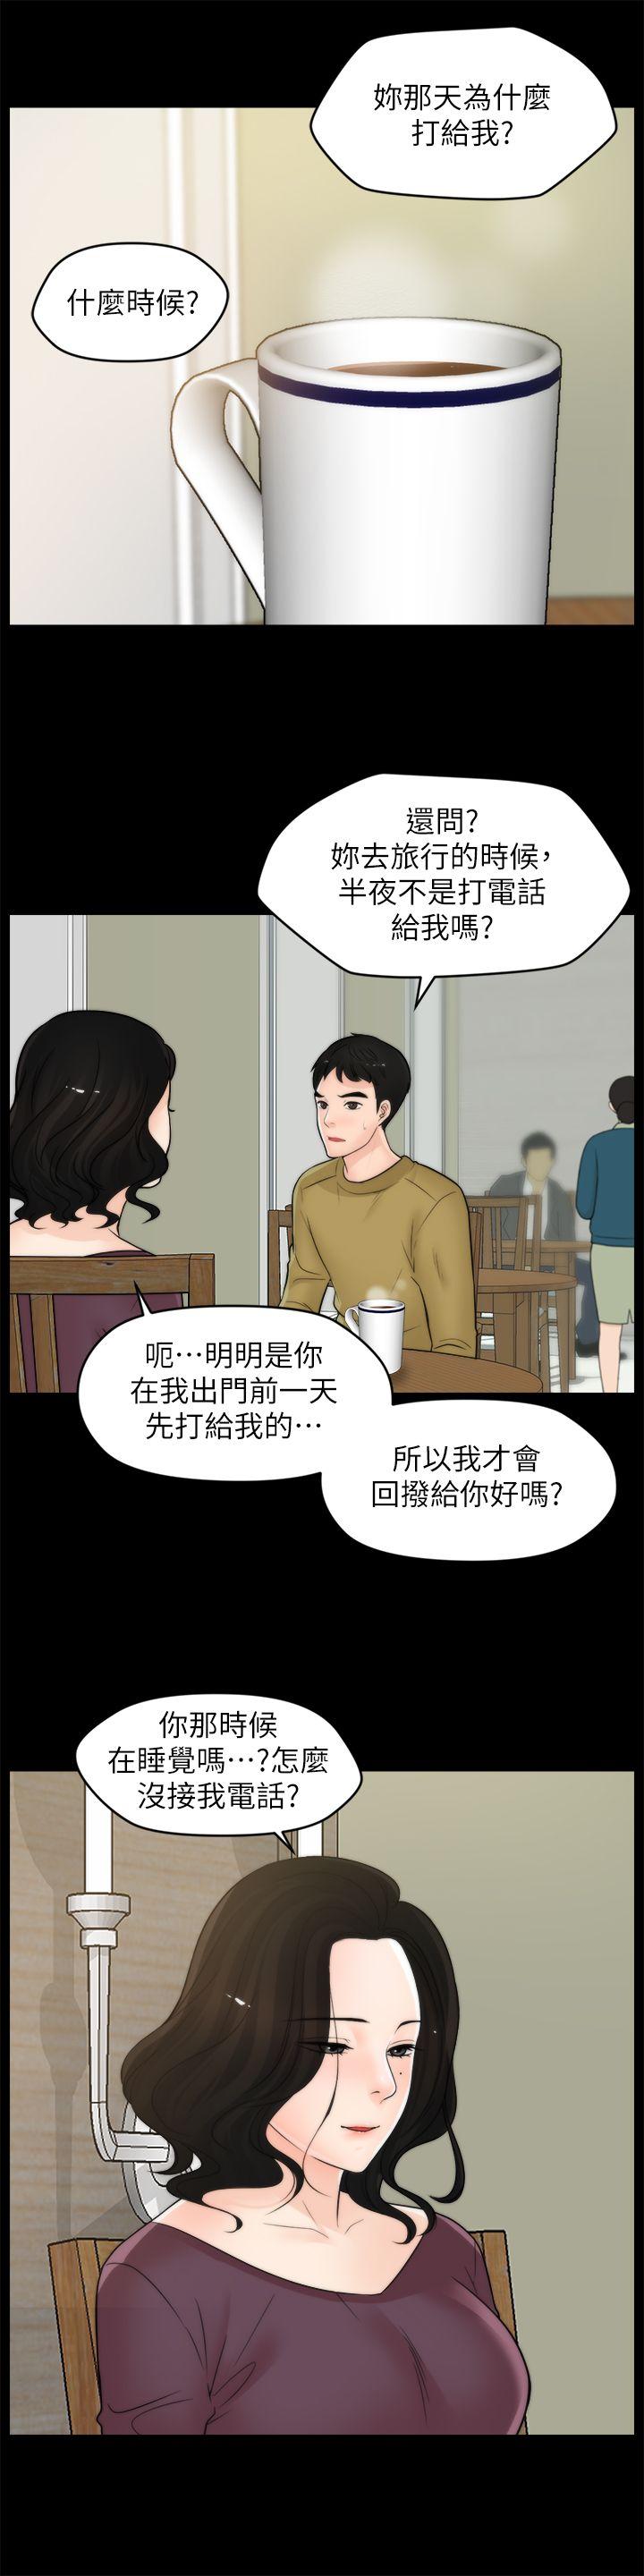 妳那天為什麼
打給我?
什麼時候?
還問?
妳去旅行的時候，
半夜不是打電話
給我嗎?
呃⋯明明是你
在我出門前一天
先打給我的⋯
所以我才會
回撥給你好嗎?
你那時候
在睡覺嗎⋯?怎麼
沒接我電話?